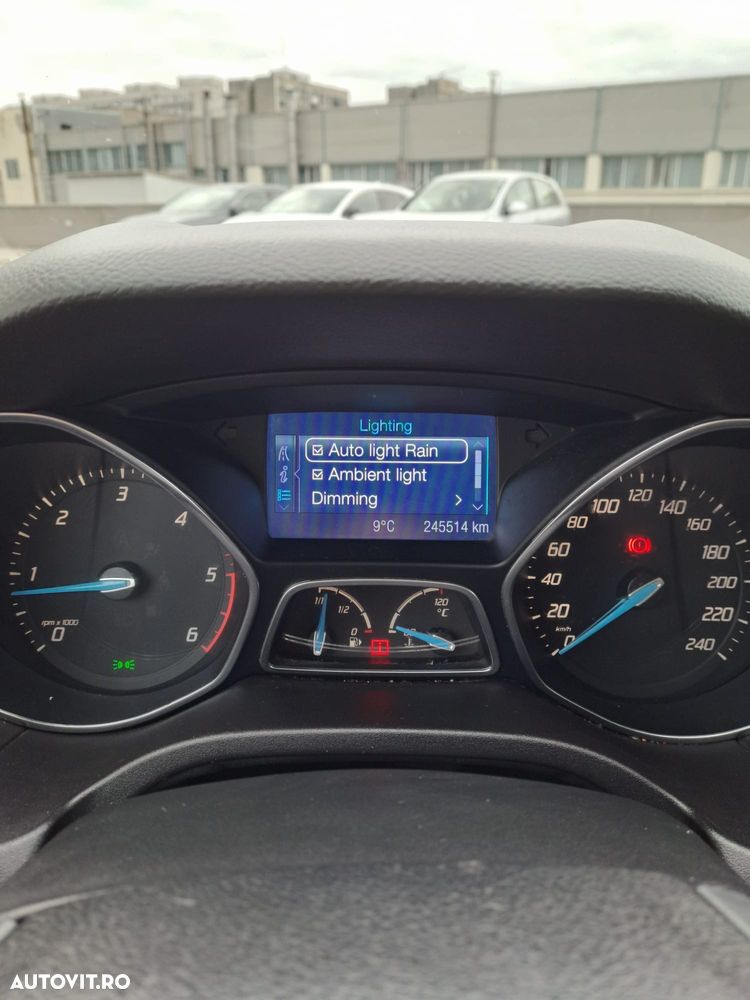 Lighting
Auto light Rain
Ambient light
Dimming
9°C 245514 km
0 1 2 3 4 5 6
rpm x 1000
1/1 1/2 0
120 °C
0 20 40 60 80 100 120 140 160 180 200 220 240
km/h
AUTOVIT.RO